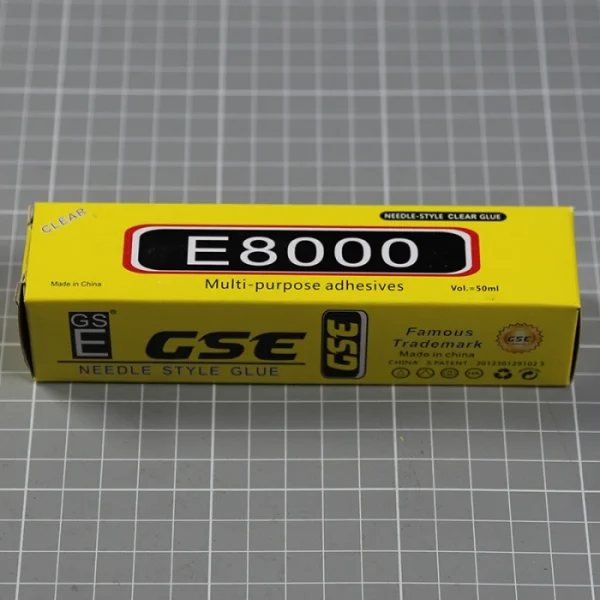 CLEAR
NEEDLE-STYLE CLEAR GLUE
E8000
Made in China
Multi-purpose adhesives
Vol.=50ml
GS
E
®
GSE
NEEDLE STYLE GLUE
GSE
Famous
Trademark
Made in china
GSE